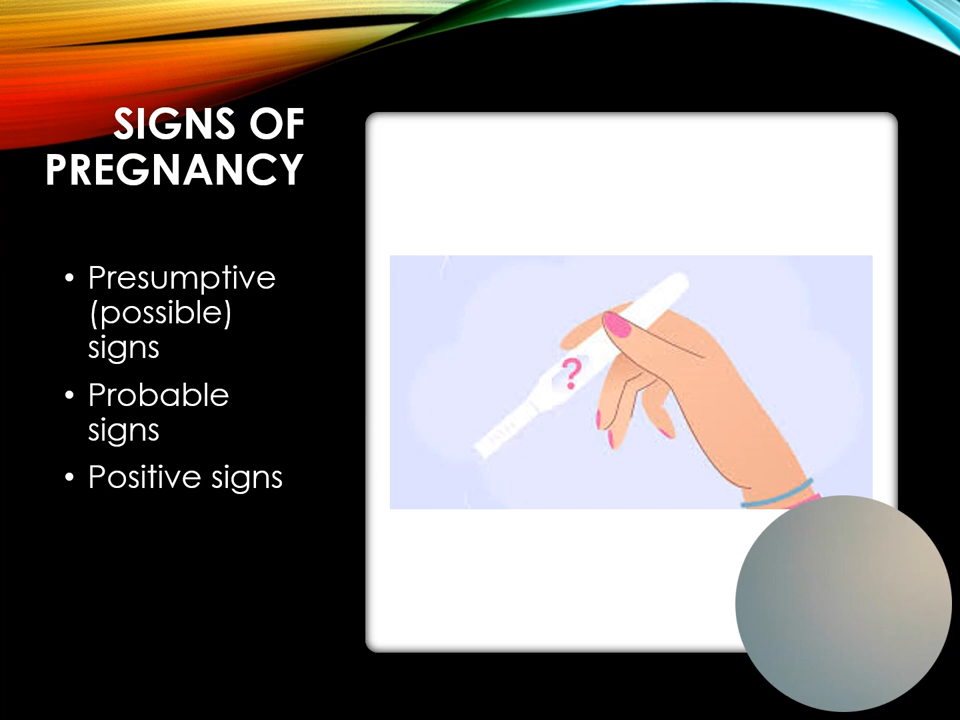 SIGNS OF
PREGNANCY
• Presumptive
(possible)
signs
• Probable
signs
• Positive signs
?